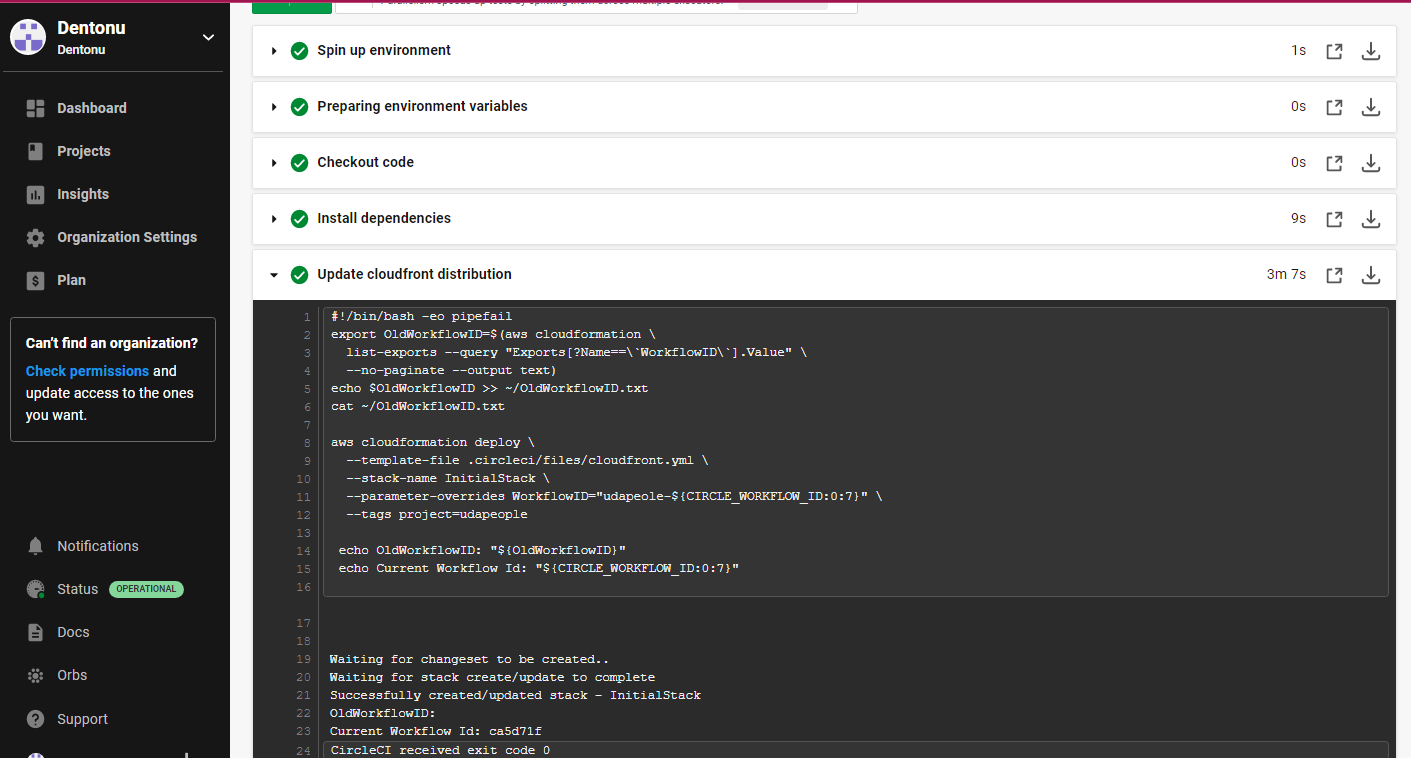 Dentonu
Dentonu
Dashboard
Projects
Insights
Organization Settings
Plan
Can't find an organization?
Check permissions and
update access to the ones
you want.
Notifications
Status OPERATIONAL
Docs
Orbs
Support
Spin up environment 1s
Preparing environment variables 0s
Checkout code 0s
Install dependencies 9s
Update cloudfront distribution 3m 7s
1 #!/bin/bash -eo pipefail
2 export OldWorkflowID=$(aws cloudformation \
3 list-exports --query "Exports[?Name==\`WorkflowID\`].Value" \
4 --no-paginate --output text)
5 echo $OldWorkflowID >> ~/OldWorkflowID.txt
6 cat ~/OldWorkflowID.txt
7
8 aws cloudformation deploy \
9 --template-file .circleci/files/cloudfront.yml \
10 --stack-name InitialStack \
11 --parameter-overrides WorkflowID="udapeole-${CIRCLE_WORKFLOW_ID:0:7}" \
12 --tags project=udapeople
13
14 echo OldWorkflowID: "${OldWorkflowID}"
15 echo Current Workflow Id: "${CIRCLE_WORKFLOW_ID:0:7}"
16
17
18
19 Waiting for changeset to be created..
20 Waiting for stack create/update to complete
21 Successfully created/updated stack - InitialStack
22 OldWorkflowID:
23 Current Workflow Id: ca5d71f
24 CircleCI received exit code 0